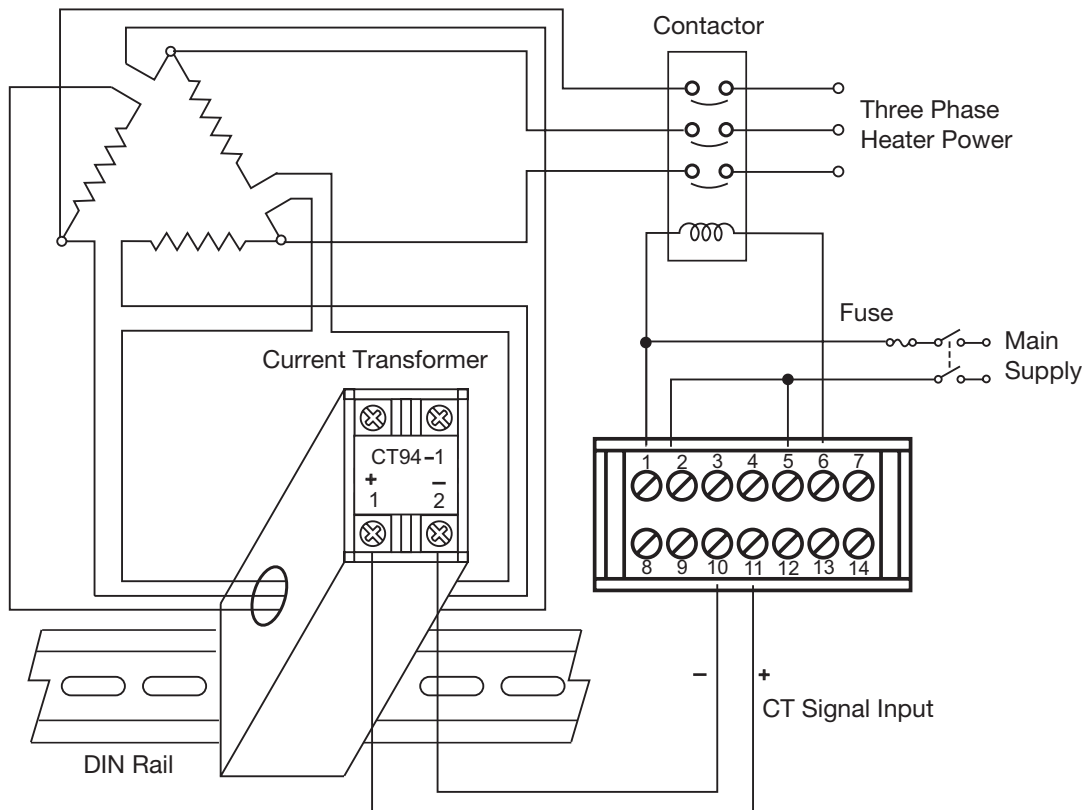 Contactor
Three Phase
Heater Power
Fuse
Main
Supply
Current Transformer
CT94-1
+ –
1 2
1 2 3 4 5 6 7
8 9 10 11 12 13 14
– +
CT Signal Input
DIN Rail